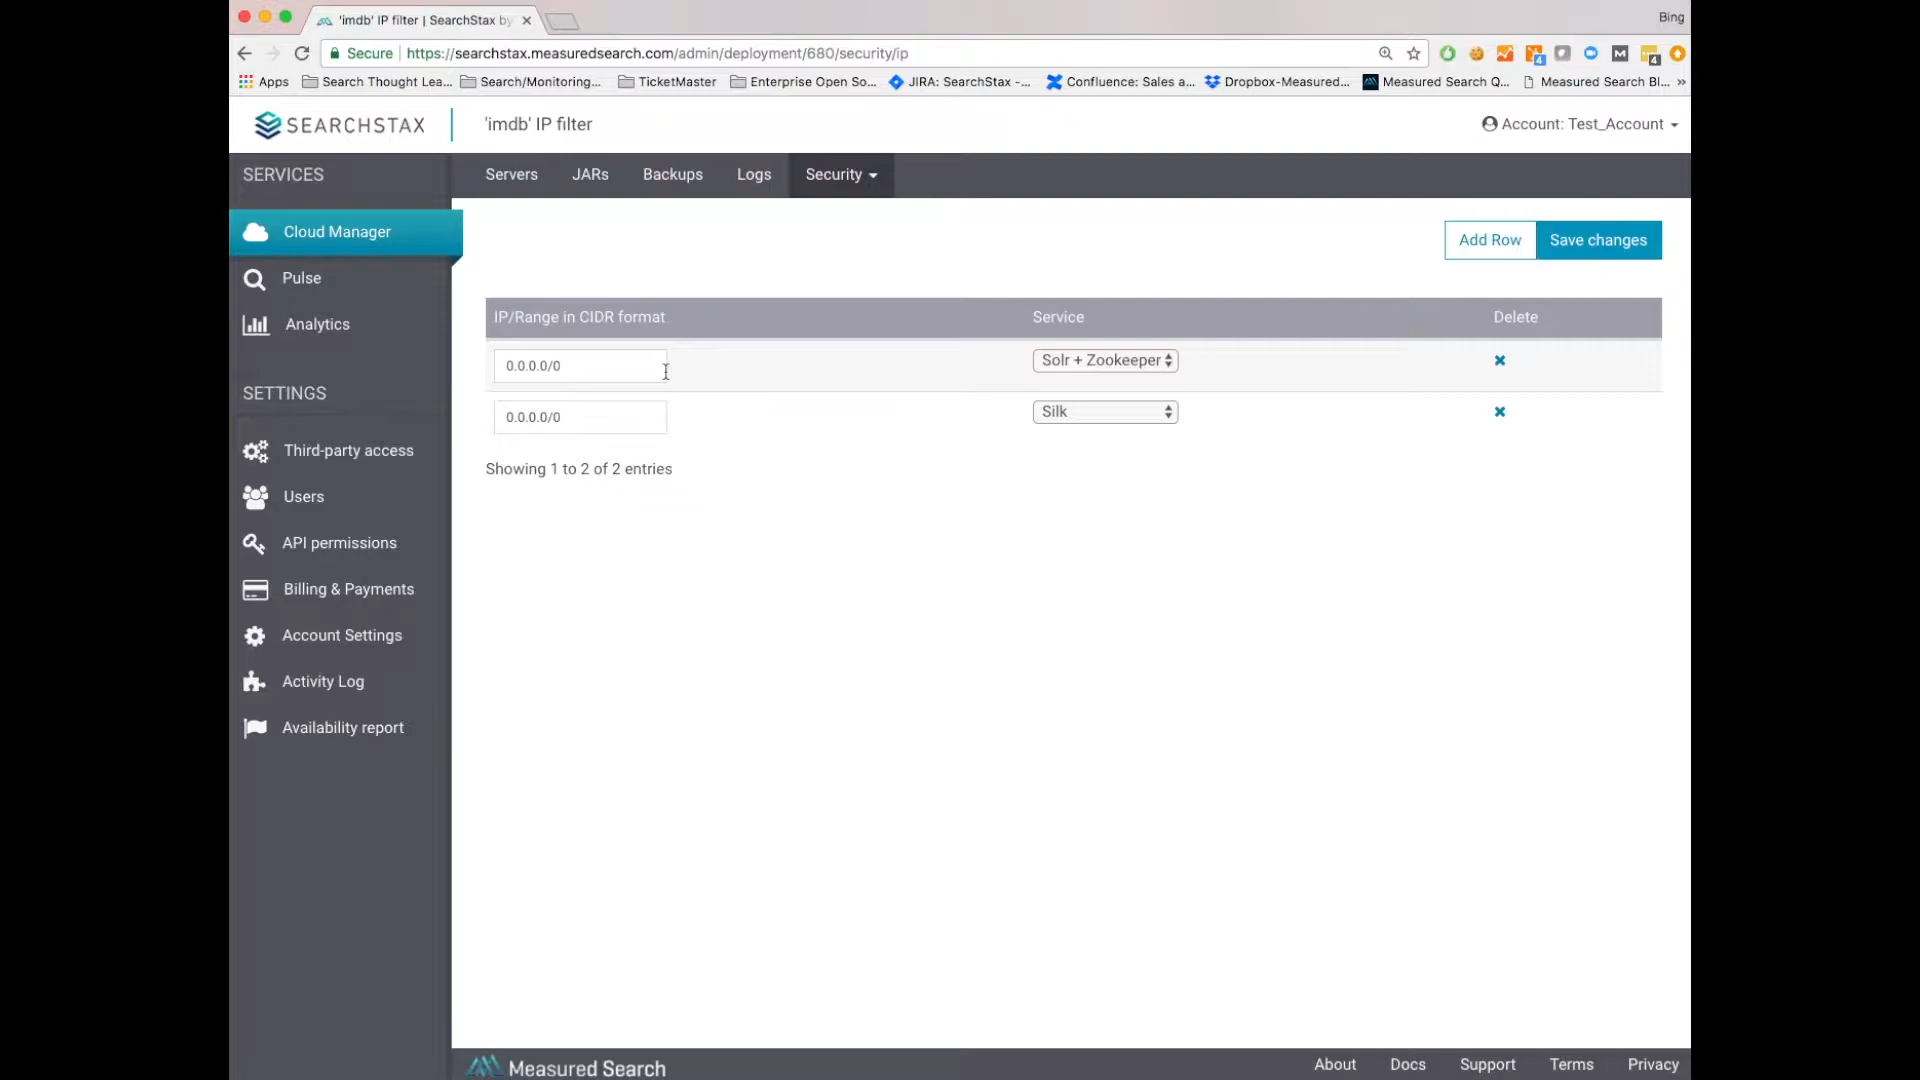 'imdb' IP filter | SearchStax by
Bing
Secure | https://searchstax.measuredsearch.com/admin/deployment/680/security/ip
4
4
Apps
Search Thought Lea...
Search/Monitoring...
TicketMaster
Enterprise Open So...
JIRA: SearchStax -...
Confluence: Sales a...
Dropbox-Measured...
Measured Search Q...
Measured Search Bl...
»
SEARCHSTAX
'imdb' IP filter
Account: Test_Account
SERVICES
Servers
JARs
Backups
Logs
Security
Cloud Manager
Pulse
Analytics
SETTINGS
Third-party access
Users
API permissions
Billing & Payments
Account Settings
Activity Log
Availability report
Add Row
Save changes
IP/Range in CIDR format
Service
Delete
0.0.0.0/0
Solr + Zookeeper
0.0.0.0/0
Silk
Showing 1 to 2 of 2 entries
Measured Search
About
Docs
Support
Terms
Privacy